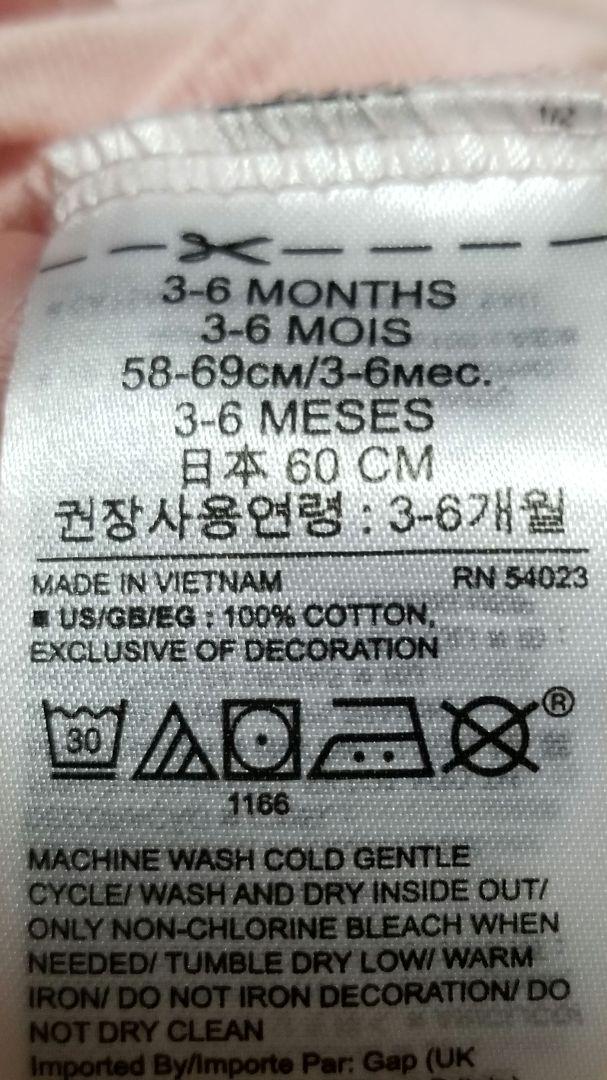 3-6 MONTHS
3-6 MOIS
58-69см/3-6мес.
3-6 MESES
日本 60 CM
권장사용연령 : 3-6개월
MADE IN VIETNAM RN 54023
■ US/GB/EG : 100% COTTON,
EXCLUSIVE OF DECORATION
30 ®
1166
MACHINE WASH COLD GENTLE
CYCLE/ WASH AND DRY INSIDE OUT/
ONLY NON-CHLORINE BLEACH WHEN
NEEDED/ TUMBLE DRY LOW/ WARM
IRON/ DO NOT IRON DECORATION/ DO
NOT DRY CLEAN
Imported By/Importe Par: Gap (UK